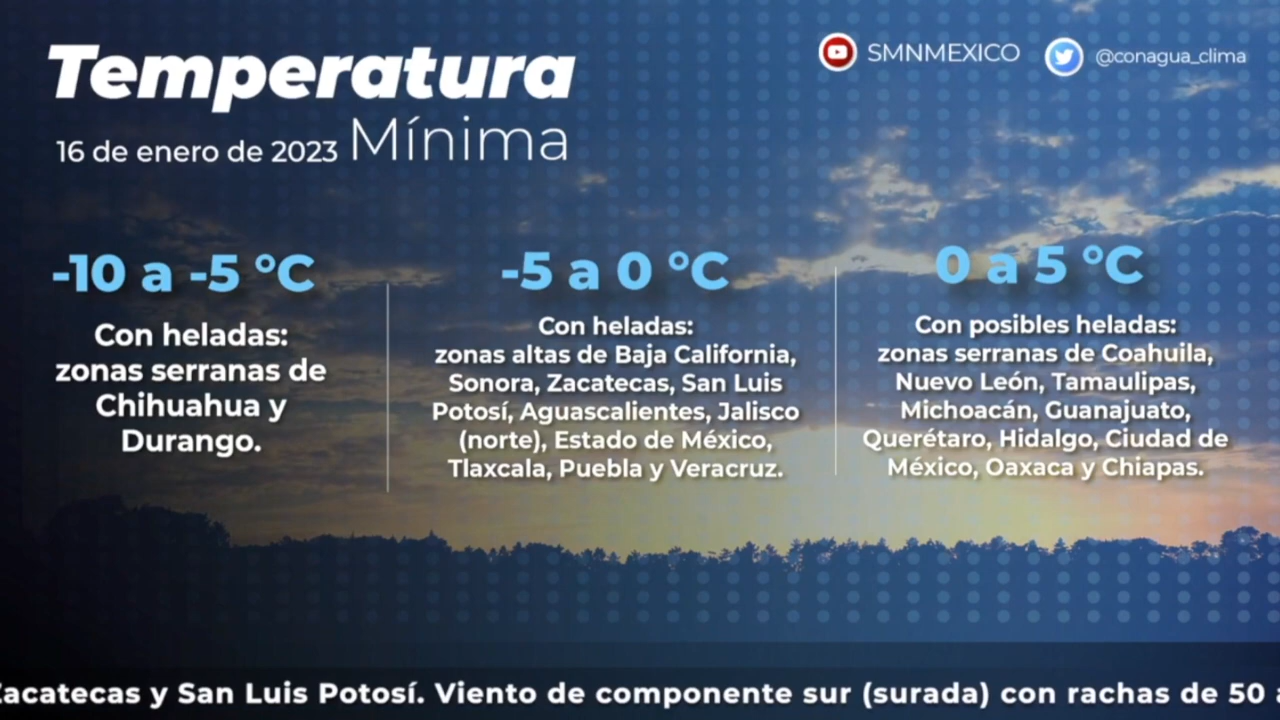 Temperatura
16 de enero de 2023 Mínima
SMNMEXICO
@conagua_clima
-10 a -5 °C
Con heladas:
zonas serranas de
Chihuahua y
Durango.
-5 a 0 °C
Con heladas:
zonas altas de Baja California,
Sonora, Zacatecas, San Luis
Potosí, Aguascalientes, Jalisco
(norte), Estado de México,
Tlaxcala, Puebla y Veracruz.
0 a 5 °C
Con posibles heladas:
zonas serranas de Coahuila,
Nuevo León, Tamaulipas,
Michoacán, Guanajuato,
Querétaro, Hidalgo, Ciudad de
México, Oaxaca y Chiapas.
Zacatecas y San Luis Potosí. Viento de componente sur (surada) con rachas de 50 a